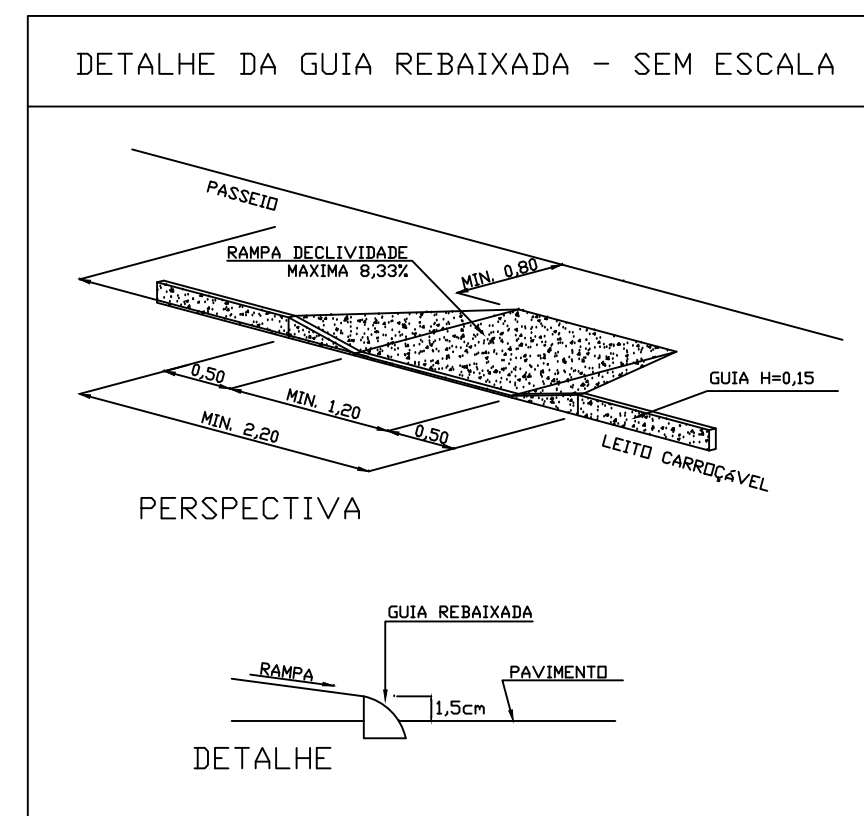 DETALHE DA GUIA REBAIXADA - SEM ESCALA
PASSEIO
RAMPA DECLIVIDADE
MAXIMA 8,33%
MIN. 0,80
0,50
MIN. 1,20
0,50
MIN. 2,20
GUIA H=0,15
LEITO CARROÇáVEL
PERSPECTIVA
GUIA REBAIXADA
RAMPA
PAVIMENTO
1,5cm
DETALHE